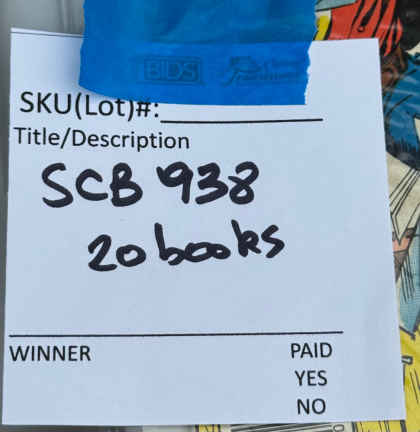 BIDS
SKU(Lot)#:
Title/Description
SCB 938
20 books
WINNER PAID
YES
NO